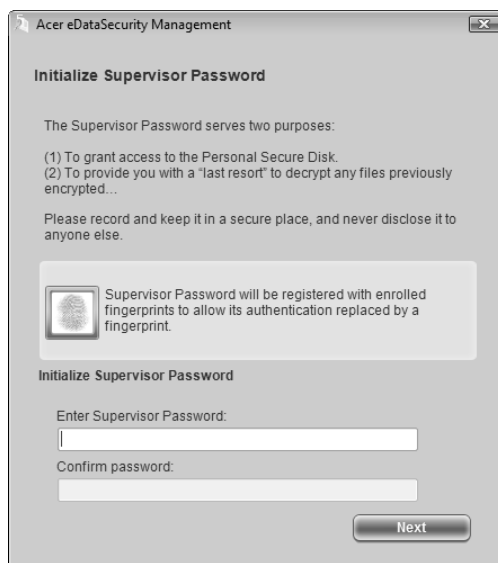 Acer eDataSecurity Management
Initialize Supervisor Password
The Supervisor Password serves two purposes:
(1) To grant access to the Personal Secure Disk.
(2) To provide you with a “last resort” to decrypt any files previously
encrypted...
Please record and keep it in a secure place, and never disclose it to
anyone else.
Supervisor Password will be registered with enrolled
fingerprints to allow its authentication replaced by a
fingerprint.
Initialize Supervisor Password
Enter Supervisor Password:
Confirm password:
Next